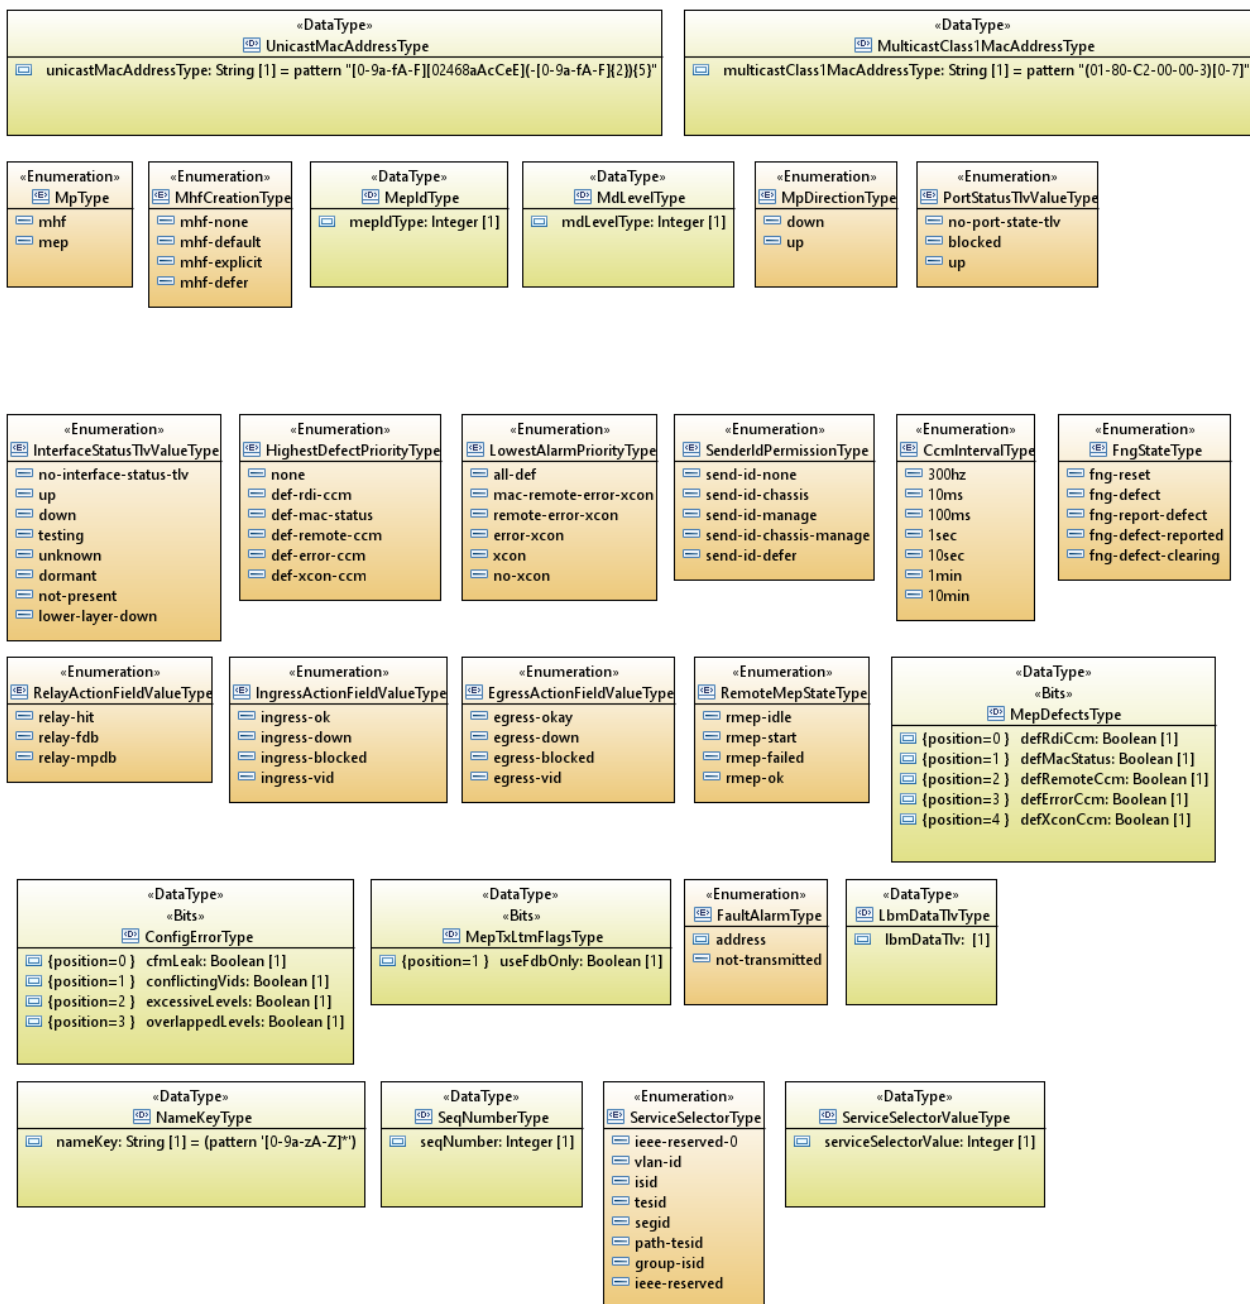 «DataType»
UnicastMacAddressType
unicastMacAddressType: String [1] = pattern "[0-9a-fA-F][02468aAcCeE](-[0-9a-fA-F]{2}){5}"
«DataType»
MulticastClass1MacAddressType
multicastClass1MacAddressType: String [1] = pattern "(01-80-C2-00-00-3)[0-7]"
«Enumeration»
MpType
mhf
mep
«Enumeration»
MhfCreationType
mhf-none
mhf-default
mhf-explicit
mhf-defer
«DataType»
MepIdType
mepIdType: Integer [1]
«DataType»
MdLevelType
mdLevelType: Integer [1]
«Enumeration»
MpDirectionType
down
up
«Enumeration»
PortStatusTlvValueType
no-port-state-tlv
blocked
up
«Enumeration»
InterfaceStatusTlvValueType
no-interface-status-tlv
up
down
testing
unknown
dormant
not-present
lower-layer-down
«Enumeration»
HighestDefectPriorityType
none
def-rdi-ccm
def-mac-status
def-remote-ccm
def-error-ccm
def-xcon-ccm
«Enumeration»
LowestAlarmPriorityType
all-def
mac-remote-error-xcon
remote-error-xcon
error-xcon
xcon
no-xcon
«Enumeration»
SenderIdPermissionType
send-id-none
send-id-chassis
send-id-manage
send-id-chassis-manage
send-id-defer
«Enumeration»
CcmIntervalType
300hz
10ms
100ms
1sec
10sec
1min
10min
«Enumeration»
FngStateType
fng-reset
fng-defect
fng-report-defect
fng-defect-reported
fng-defect-clearing
«Enumeration»
RelayActionFieldValueType
relay-hit
relay-fdb
relay-mpdb
«Enumeration»
IngressActionFieldValueType
ingress-ok
ingress-down
ingress-blocked
ingress-vid
«Enumeration»
EgressActionFieldValueType
egress-okay
egress-down
egress-blocked
egress-vid
«Enumeration»
RemoteMepStateType
rmep-idle
rmep-start
rmep-failed
rmep-ok
«DataType»
«Bits»
MepDefectsType
{position=0 } defRdiCcm: Boolean [1]
{position=1 } defMacStatus: Boolean [1]
{position=2 } defRemoteCcm: Boolean [1]
{position=3 } defErrorCcm: Boolean [1]
{position=4 } defXconCcm: Boolean [1]
«DataType»
«Bits»
ConfigErrorType
{position=0 } cfmLeak: Boolean [1]
{position=1 } conflictingVids: Boolean [1]
{position=2 } excessiveLevels: Boolean [1]
{position=3 } overlappedLevels: Boolean [1]
«DataType»
«Bits»
MepTxLtmFlagsType
{position=1 } useFdbOnly: Boolean [1]
«Enumeration»
FaultAlarmType
address
not-transmitted
«DataType»
LbmDataTlvType
lbmDataTlv: [1]
«DataType»
NameKeyType
nameKey: String [1] = (pattern '[0-9a-zA-Z]*')
«DataType»
SeqNumberType
seqNumber: Integer [1]
«Enumeration»
ServiceSelectorType
ieee-reserved-0
vlan-id
isid
tesid
segid
path-tesid
group-isid
ieee-reserved
«DataType»
ServiceSelectorValueType
serviceSelectorValue: Integer [1]